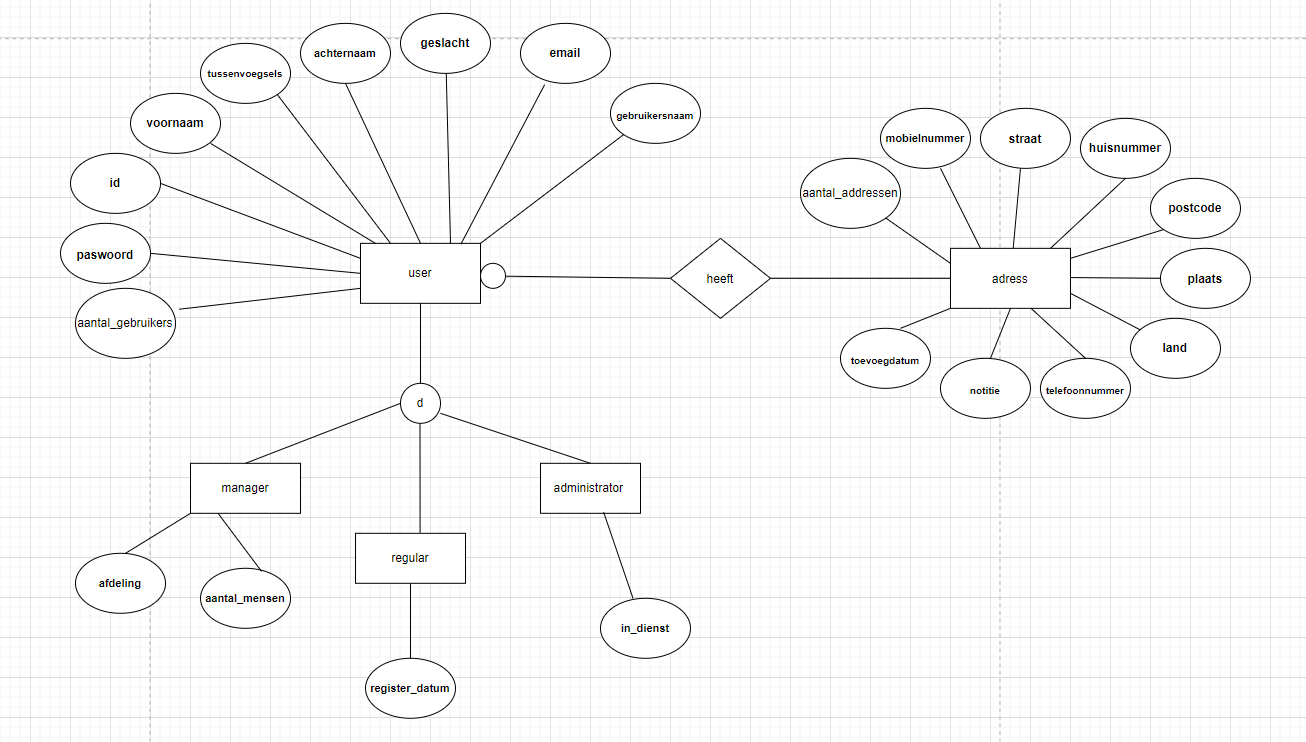 geslacht
achternaam
email
tussenvoegsels
gebruikersnaam
voornaam
id
paswoord
aantal_gebruikers
user
heeft
mobielnummer
straat
huisnummer
aantal_addressen
postcode
adress
plaats
land
toevoegdatum
notitie
telefoonnummer
d
manager
administrator
regular
afdeling
aantal_mensen
in_dienst
register_datum